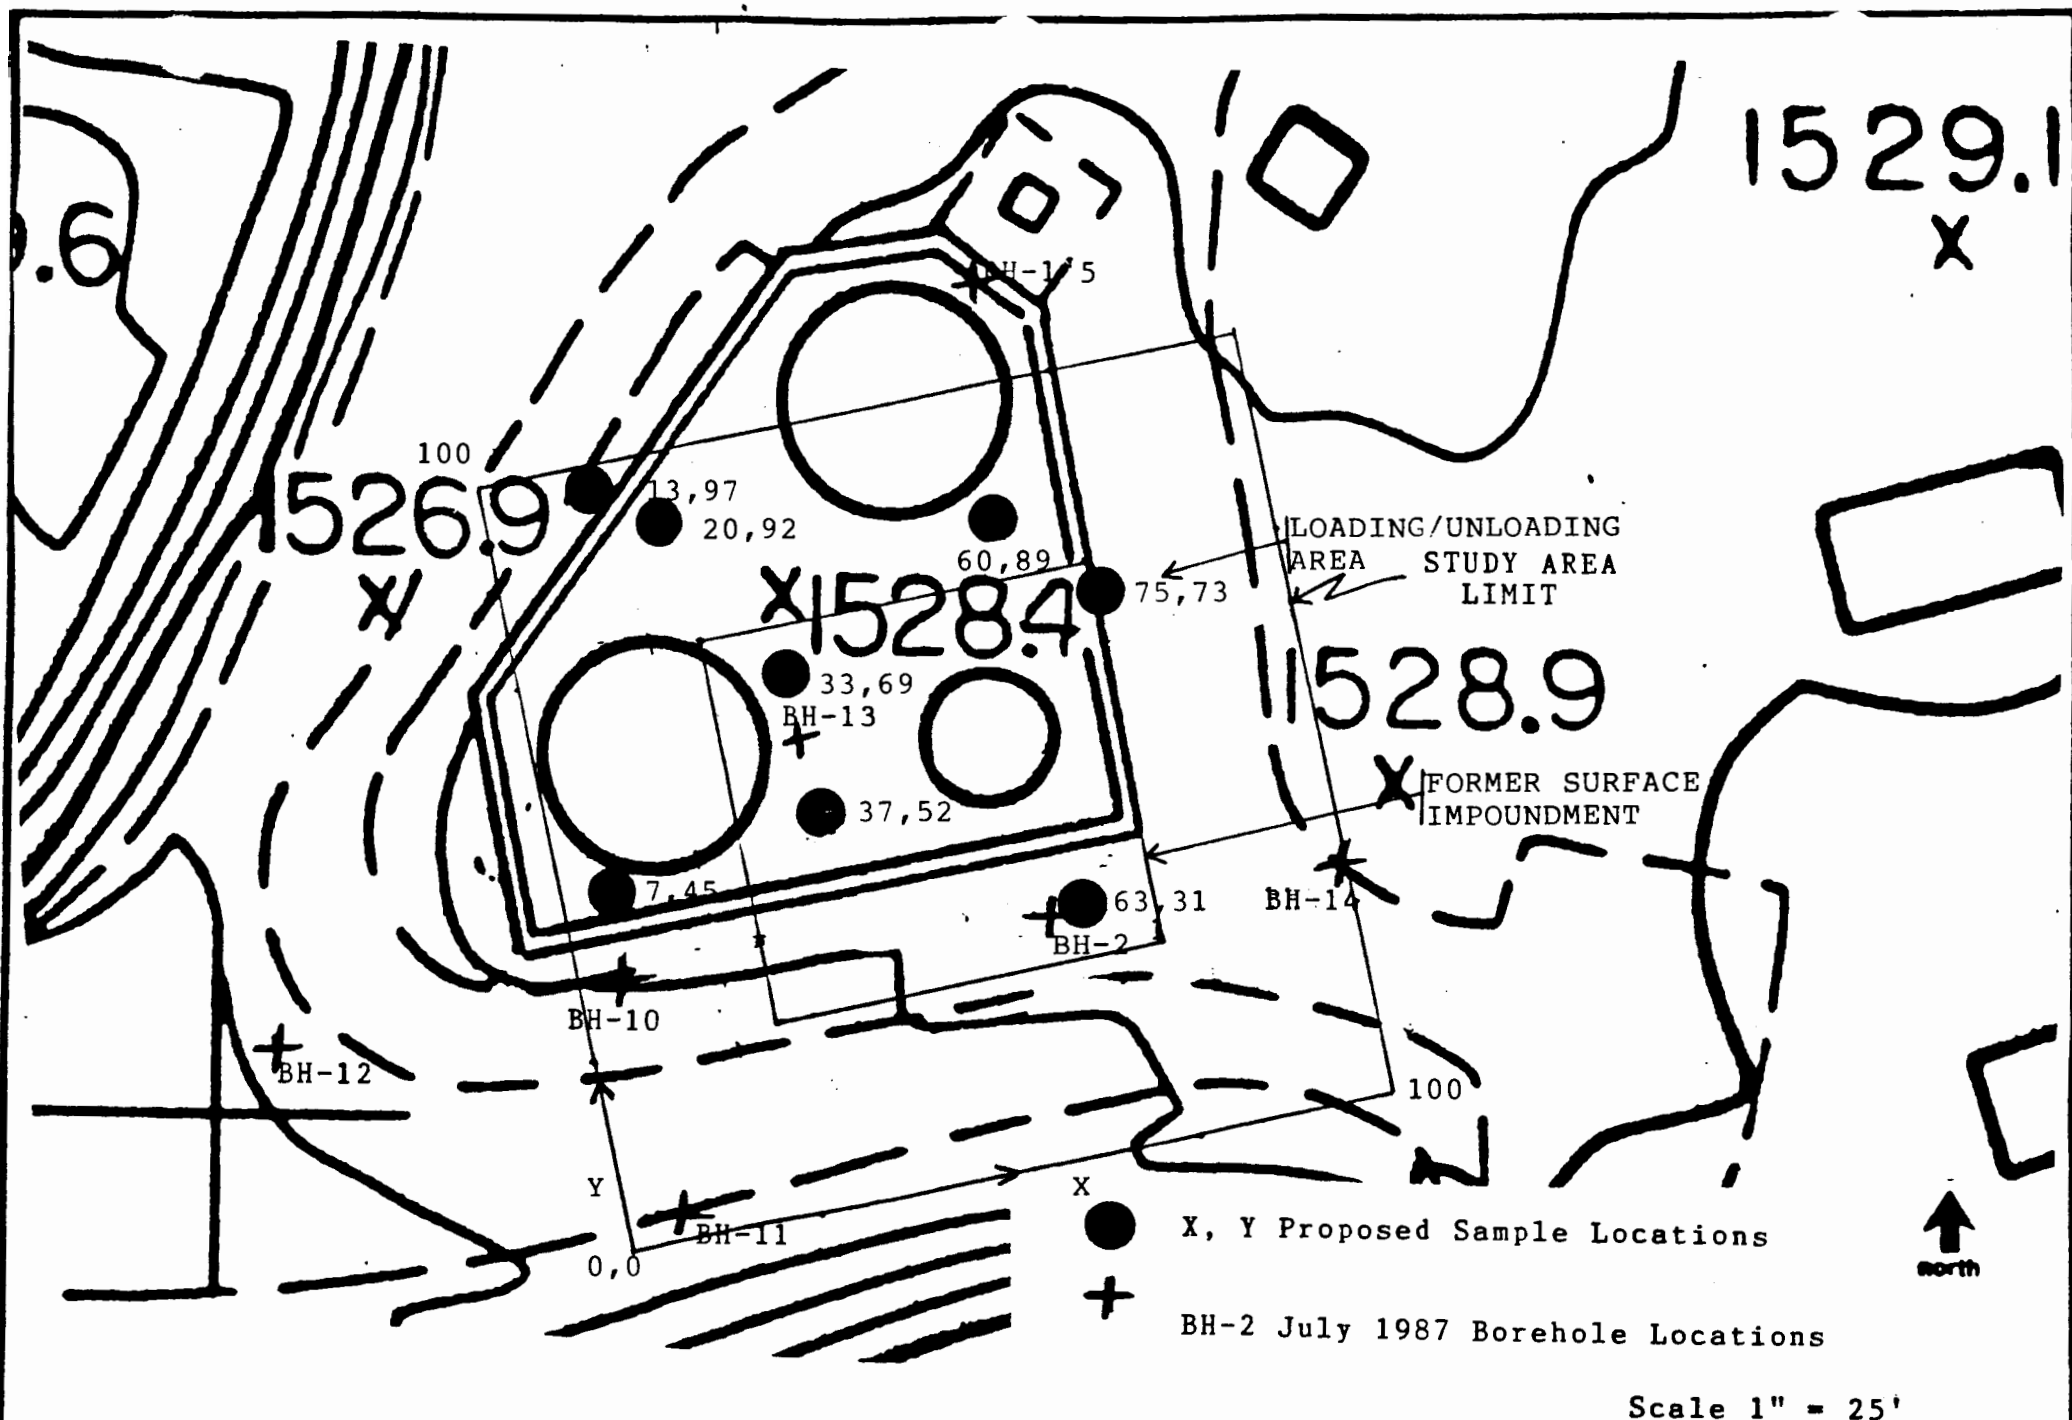 1529.1
.6
5
100
1526.9
13,97
20,92
60,89
LOADING/UNLOADING
AREA
STUDY AREA
LIMIT
75,73
1528.4
33,69
BH-13
1528.9
37,52
FORMER SURFACE
IMPOUNDMENT
7,45
63,31
BH-14
BH-2
BH-10
BH-12
100
Y
X
BH-11
0,0
X, Y Proposed Sample Locations
north
BH-2 July 1987 Borehole Locations
Scale 1" = 25'